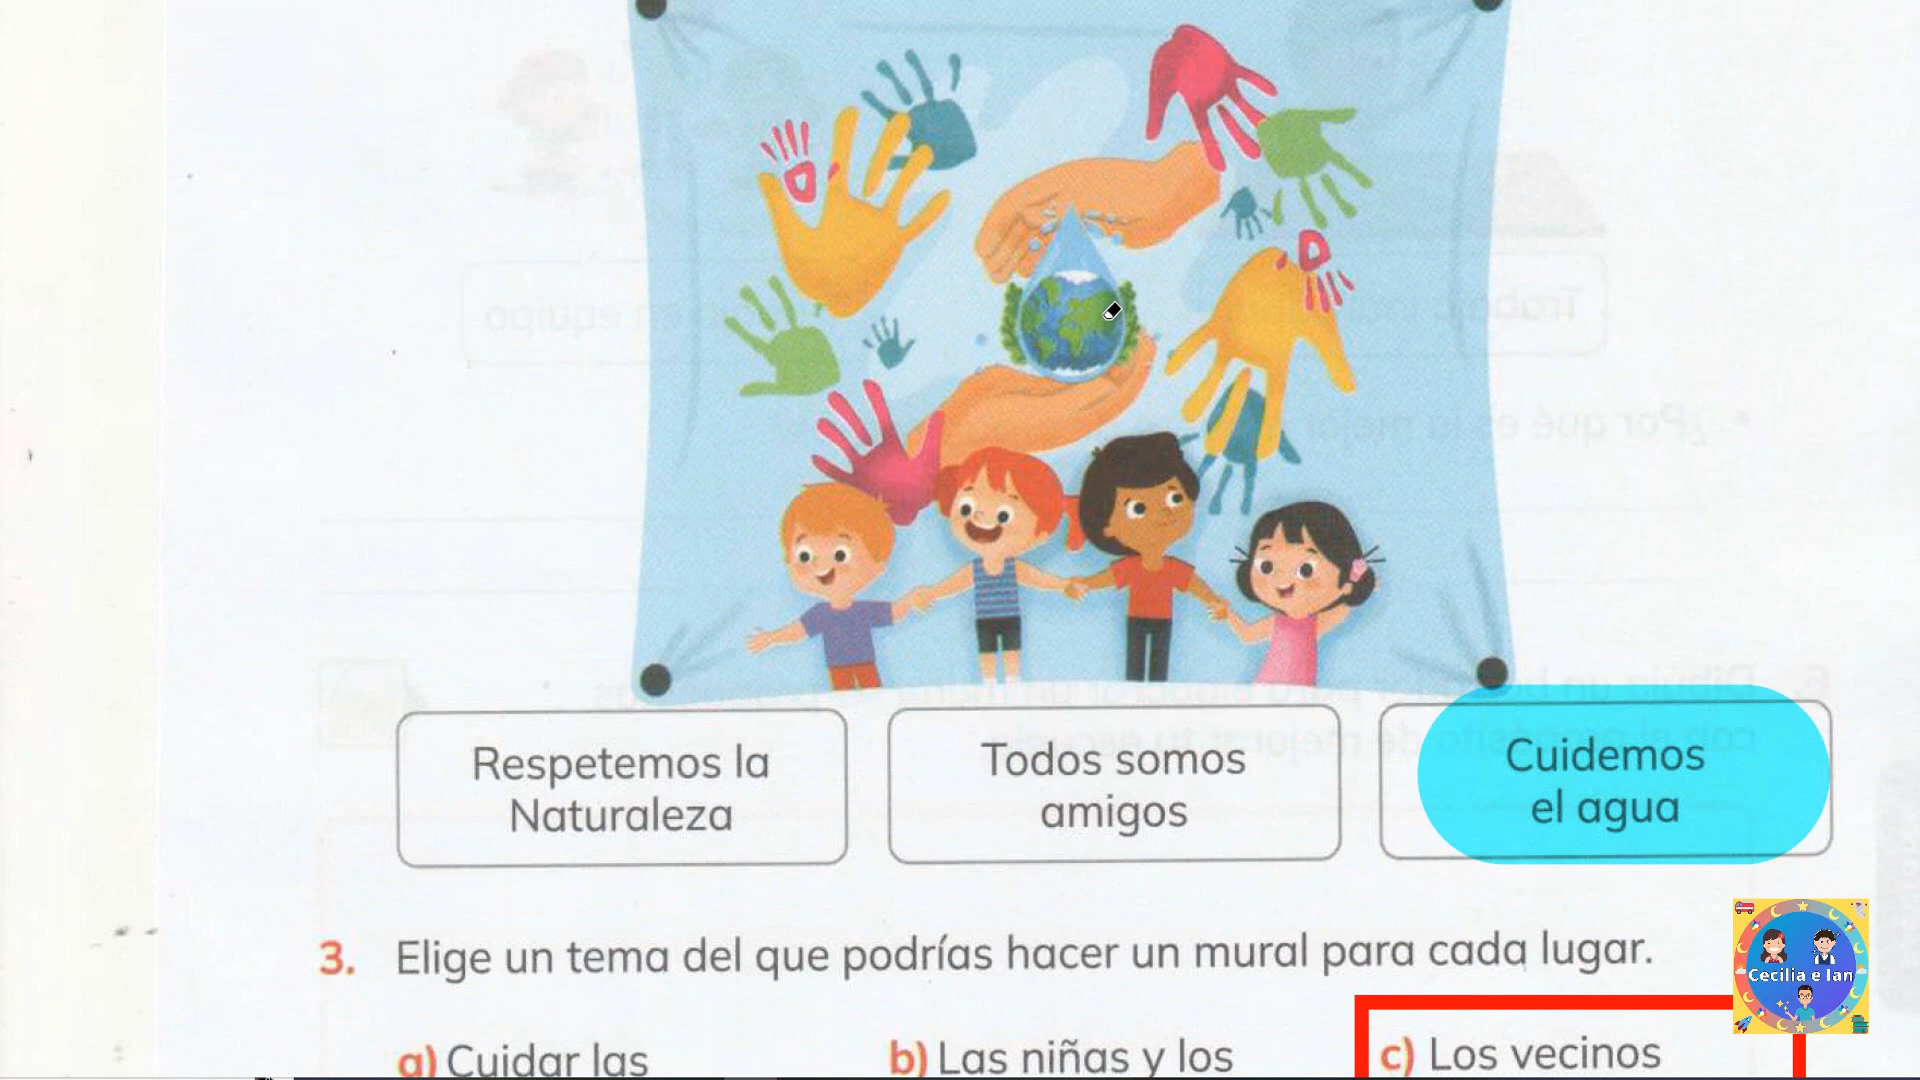 Respetemos la
Naturaleza
Todos somos
amigos
Cuidemos
el agua
3. Elige un tema del que podrías hacer un mural para cada lugar.
a) Cuidar las
b) Las niñas y los
c) Los vecinos
Cecilia e Ian